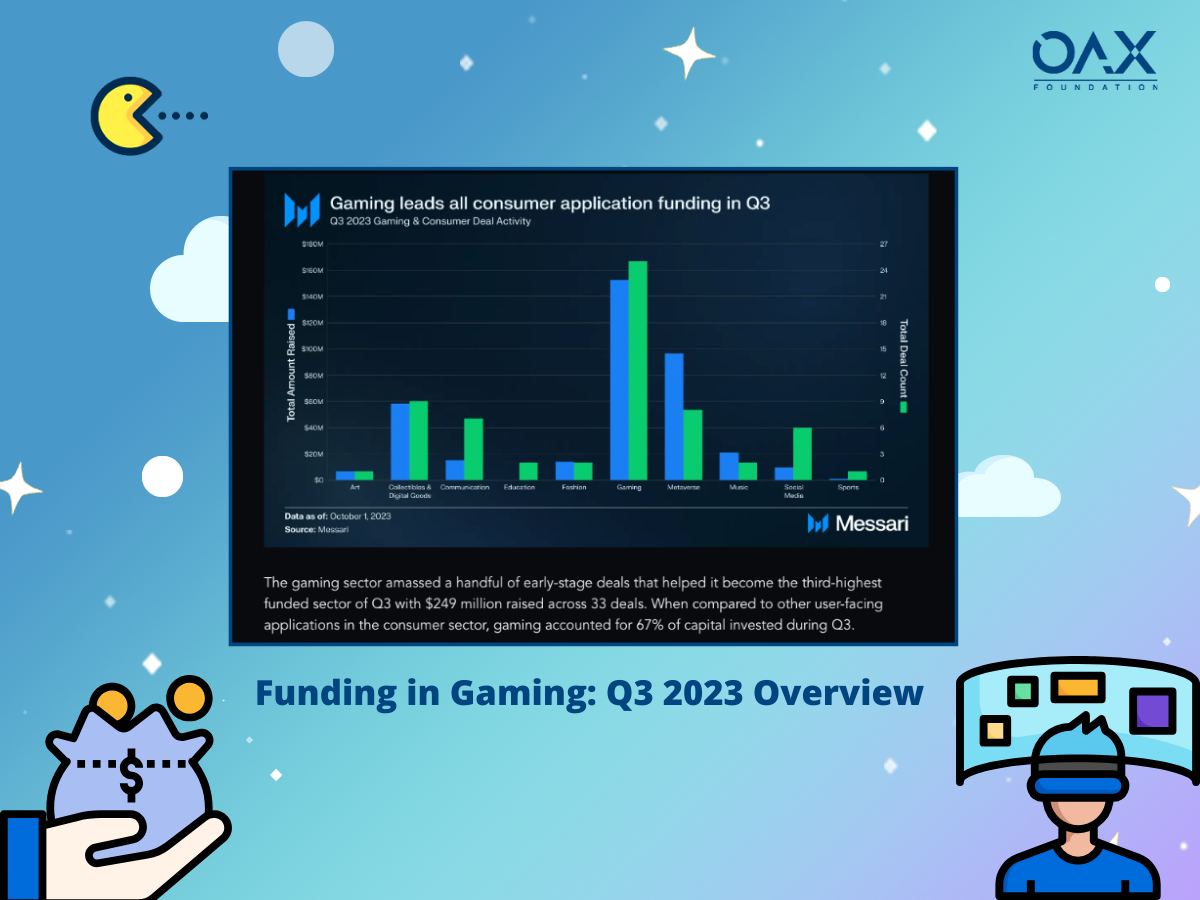 OAX
FOUNDATION
Gaming leads all consumer application funding in Q3
Q3 2023 Gaming & Consumer Deal Activity
Total Amount Raised
$180M
$160M
$140M
$120M
$100M
$80M
$60M
$40M
$20M
$0
27
24
21
18
15
12
9
6
3
0
Total Deal Count
Art
Collectibles &
Digital Goods
Communication
Education
Fashion
Gaming
Metaverse
Music
Social
Media
Sports
Data as of: October 1, 2023
Source: Messari
Messari
The gaming sector amassed a handful of early-stage deals that helped it become the third-highest
funded sector of Q3 with $249 million raised across 33 deals. When compared to other user-facing
applications in the consumer sector, gaming accounted for 67% of capital invested during Q3.
Funding in Gaming: Q3 2023 Overview
$